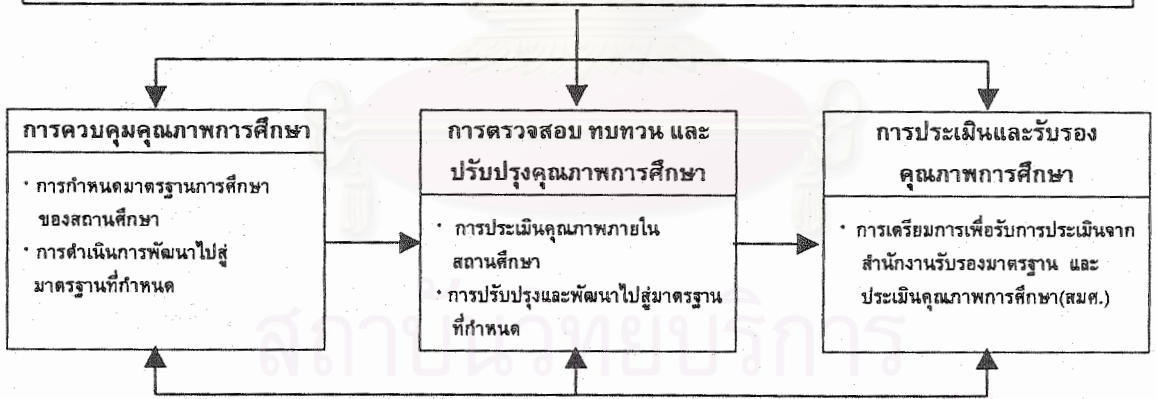 การควบคุมคุณภาพการศึกษา
· การกำหนดมาตรฐานการศึกษา
ของสถานศึกษา
· การดำเนินการพัฒนาไปสู่
มาตรฐานที่กำหนด
การตรวจสอบ ทบทวน และ
ปรับปรุงคุณภาพการศึกษา
· การประเมินคุณภาพภายใน
สถานศึกษา
· การปรับปรุงและพัฒนาไปสู่มาตรฐาน
ที่กำหนด
การประเมินและรับรอง
คุณภาพการศึกษา
· การเตรียมการเพื่อรับการประเมินจาก
สำนักงานรับรองมาตรฐาน และ
ประเมินคุณภาพการศึกษา(สมศ.)
สถาบันวิทยบริการ